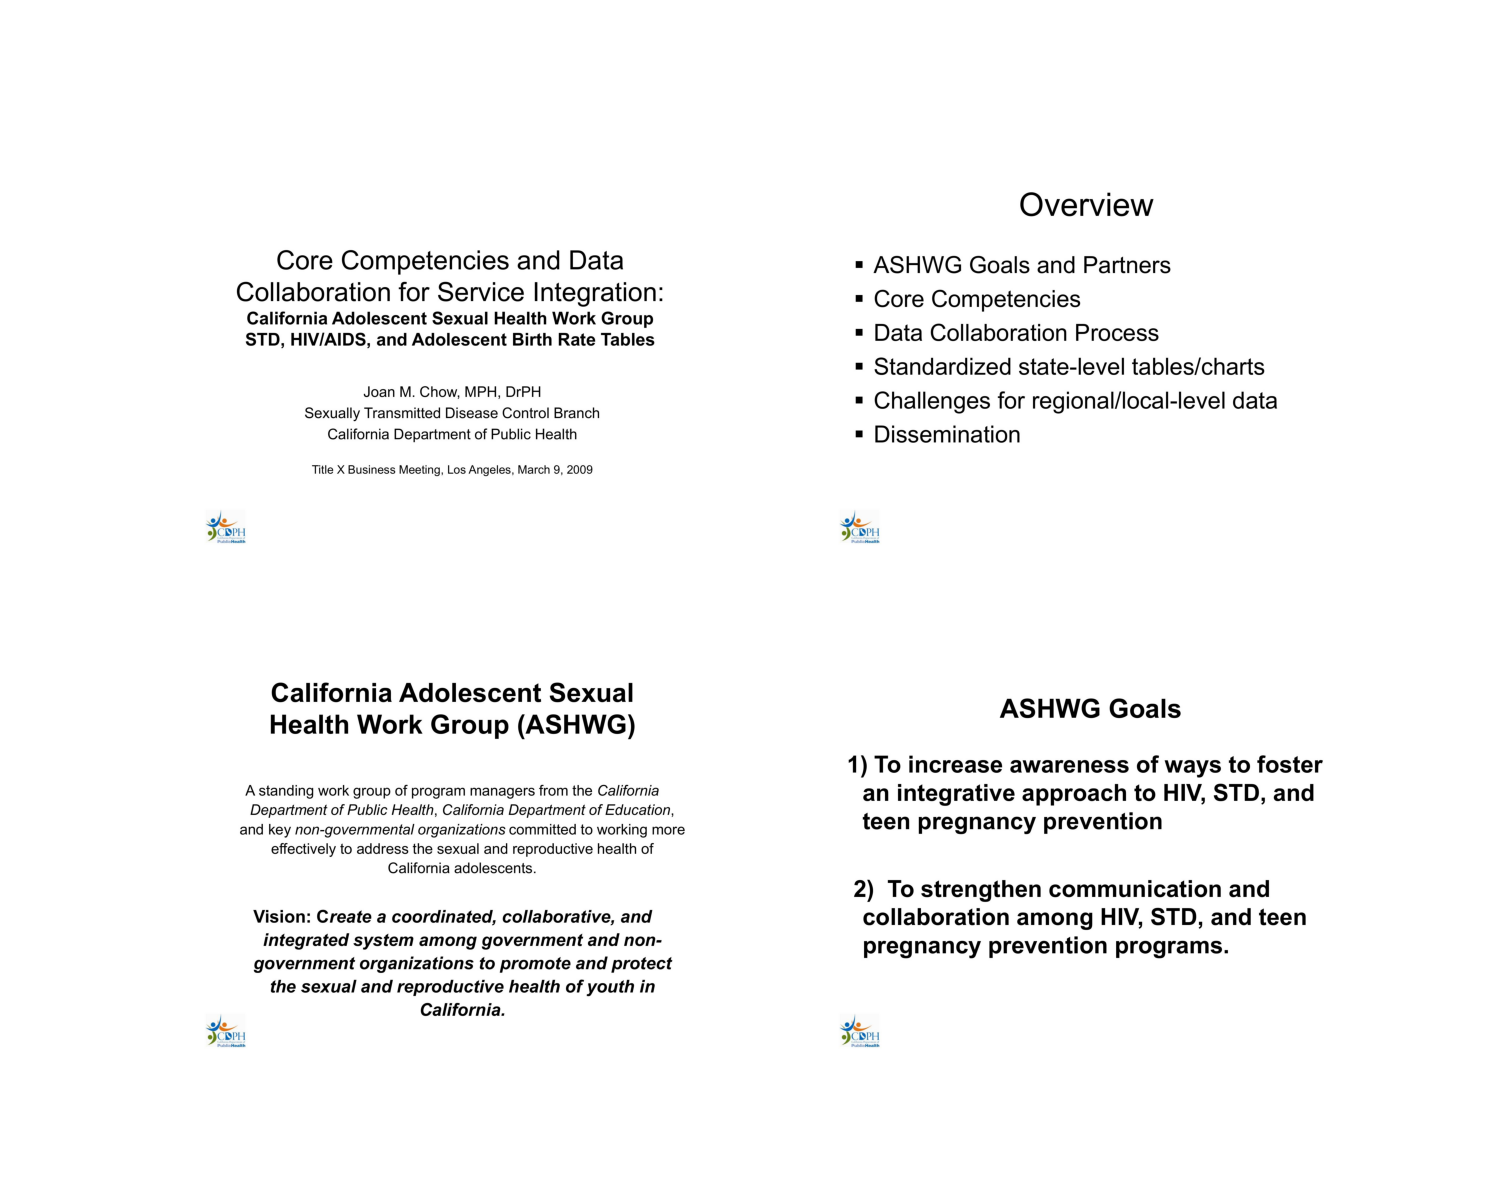 Core Competencies and Data
Collaboration for Service Integration:
California Adolescent Sexual Health Work Group
STD, HIV/AIDS, and Adolescent Birth Rate Tables
Joan M. Chow, MPH, DrPH
Sexually Transmitted Disease Control Branch
California Department of Public Health
Title X Business Meeting, Los Angeles, March 9, 2009
CDPH
PublicHealth
Overview
▪ ASHWG Goals and Partners
▪ Core Competencies
▪ Data Collaboration Process
▪ Standardized state-level tables/charts
▪ Challenges for regional/local-level data
▪ Dissemination
CDPH
PublicHealth
California Adolescent Sexual
Health Work Group (ASHWG)
A standing work group of program managers from the California
Department of Public Health, California Department of Education,
and key non-governmental organizations committed to working more
effectively to address the sexual and reproductive health of
California adolescents.
Vision: Create a coordinated, collaborative, and
integrated system among government and non-
government organizations to promote and protect
the sexual and reproductive health of youth in
California.
CDPH
PublicHealth
ASHWG Goals
1) To increase awareness of ways to foster
an integrative approach to HIV, STD, and
teen pregnancy prevention
2) To strengthen communication and
collaboration among HIV, STD, and teen
pregnancy prevention programs.
CDPH
PublicHealth